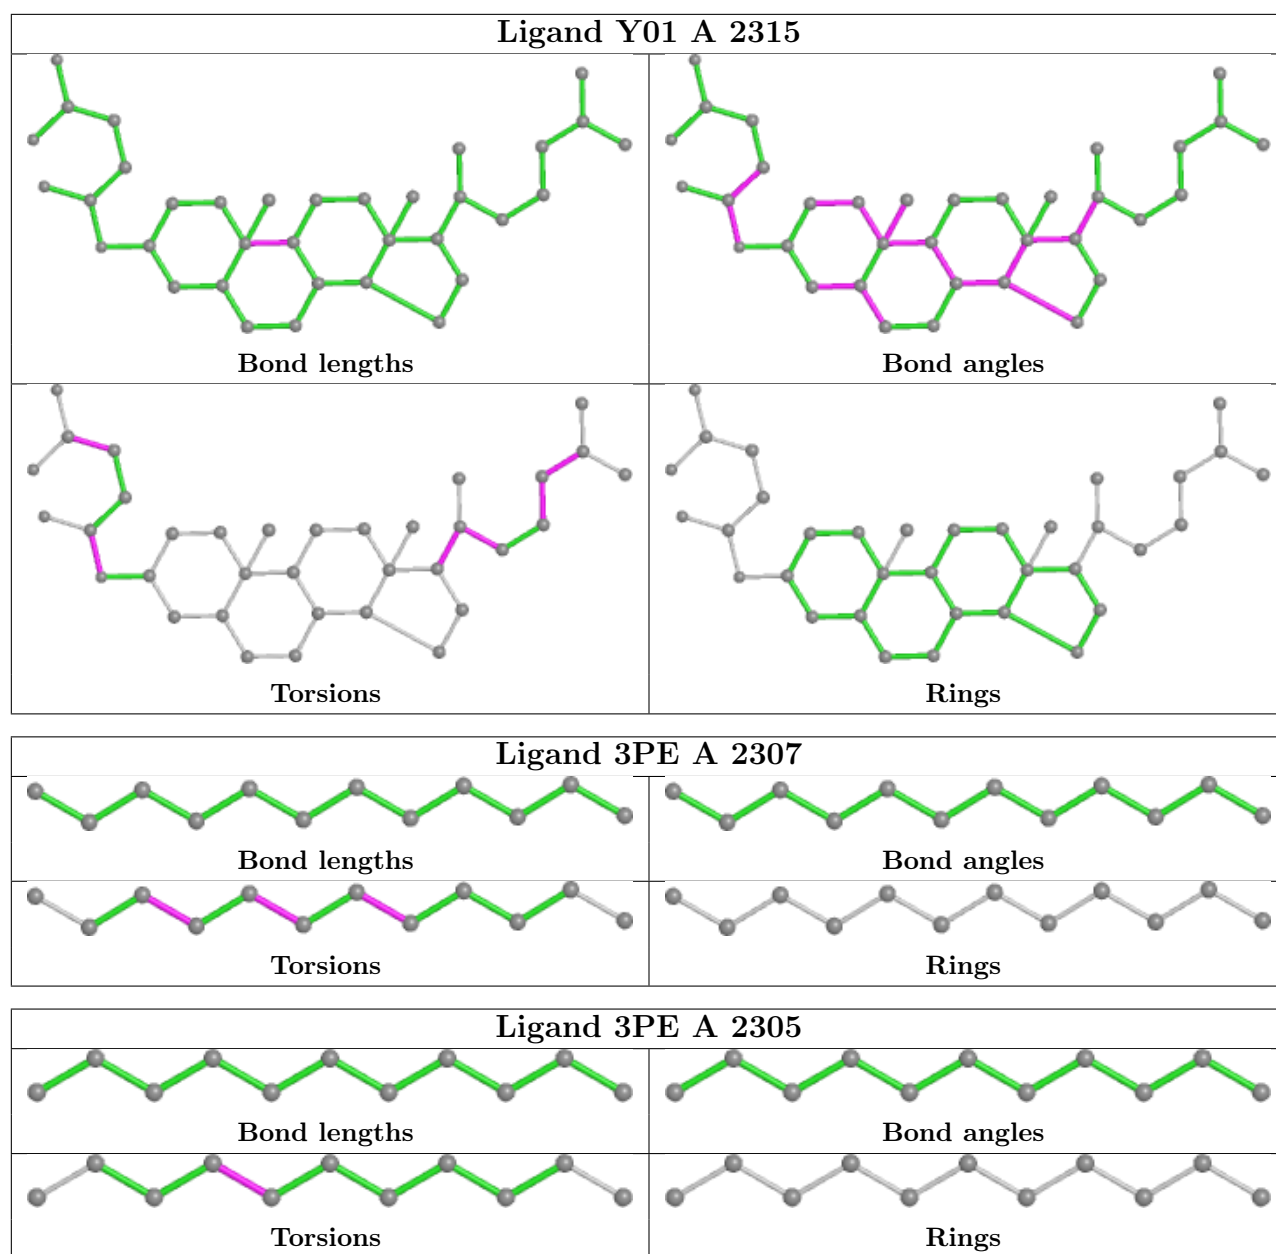 Ligand Y01 A 2315
Bond lengths
Bond angles
Torsions
Rings
Ligand 3PE A 2307
Bond lengths
Bond angles
Torsions
Rings
Ligand 3PE A 2305
Bond lengths
Bond angles
Torsions
Rings